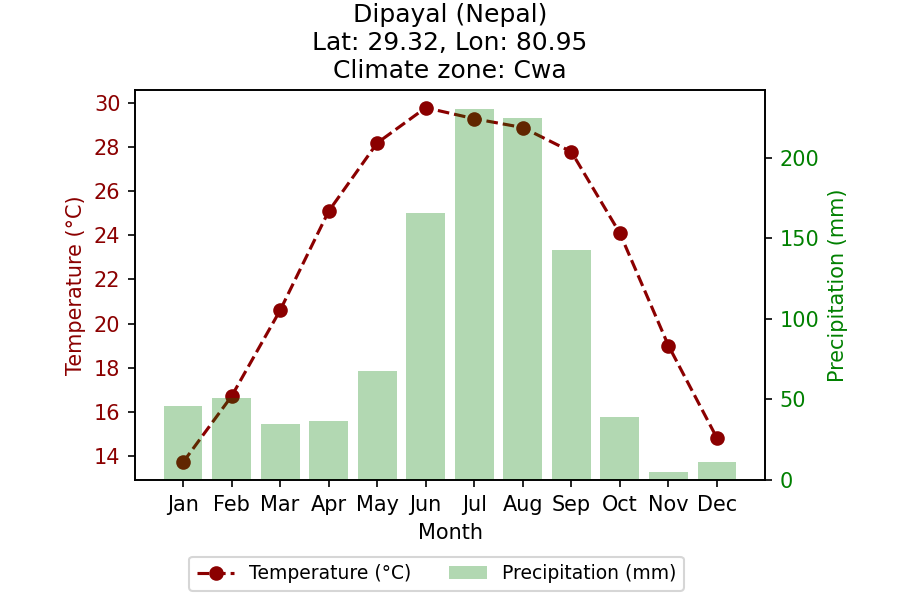 Dipayal (Nepal)
Lat: 29.32, Lon: 80.95
Climate zone: Cwa
30
28
26
24
22
20
18
16
14
Temperature (°C)
200
150
100
50
0
Precipitation (mm)
Jan Feb Mar Apr May Jun Jul Aug Sep Oct Nov Dec
Month
Temperature (°C) Precipitation (mm)